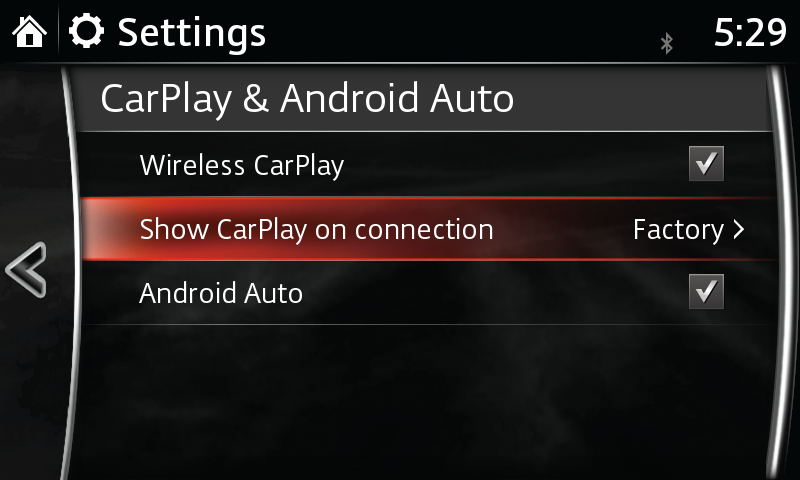 Settings
5:29
CarPlay & Android Auto
Wireless CarPlay
Show CarPlay on connection Factory >
Android Auto